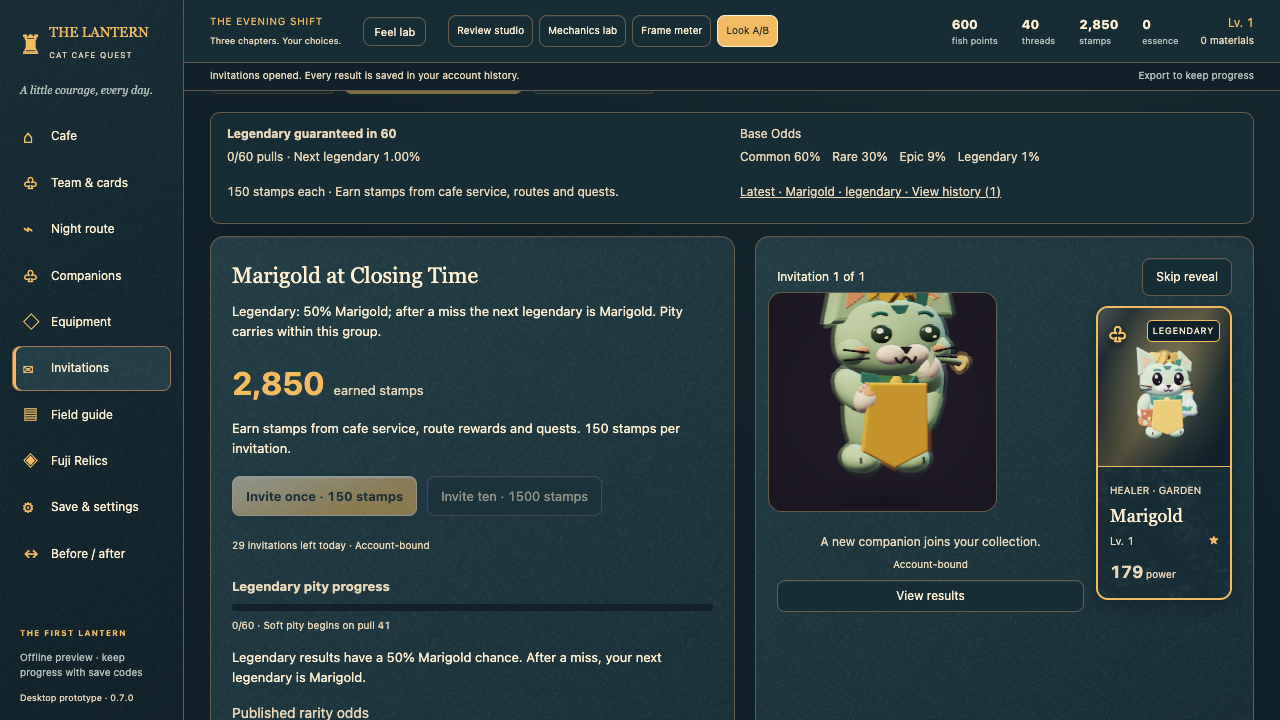 THE LANTERN
CAT CAFE QUEST
A little courage, every day.
Cafe
Team & cards
Night route
Companions
Equipment
Invitations
Field guide
Fuji Relics
Save & settings
Before / after
THE FIRST LANTERN
Offline preview · keep
progress with save codes
Desktop prototype · 0.7.0
THE EVENING SHIFT
Three chapters. Your choices.
Feel lab
Review studio
Mechanics lab
Frame meter
Look A/B
600
fish points
40
threads
2,850
stamps
0
essence
Lv. 1
0 materials
Invitations opened. Every result is saved in your account history.
Export to keep progress
Legendary guaranteed in 60
0/60 pulls · Next legendary 1.00%
150 stamps each · Earn stamps from cafe service, routes and quests.
Base Odds
Common 60% Rare 30% Epic 9% Legendary 1%
Latest · Marigold · legendary · View history (1)
Marigold at Closing Time
Legendary: 50% Marigold; after a miss the next legendary is Marigold. Pity
carries within this group.
2,850 earned stamps
Earn stamps from cafe service, route rewards and quests. 150 stamps per
invitation.
Invite once · 150 stamps
Invite ten · 1500 stamps
29 invitations left today · Account-bound
Legendary pity progress
0/60 · Soft pity begins on pull 41
Legendary results have a 50% Marigold chance. After a miss, your next
legendary is Marigold.
Published rarity odds
Invitation 1 of 1
Skip reveal
A new companion joins your collection.
Account-bound
View results
LEGENDARY
HEALER · GARDEN
Marigold
Lv. 1
179 power